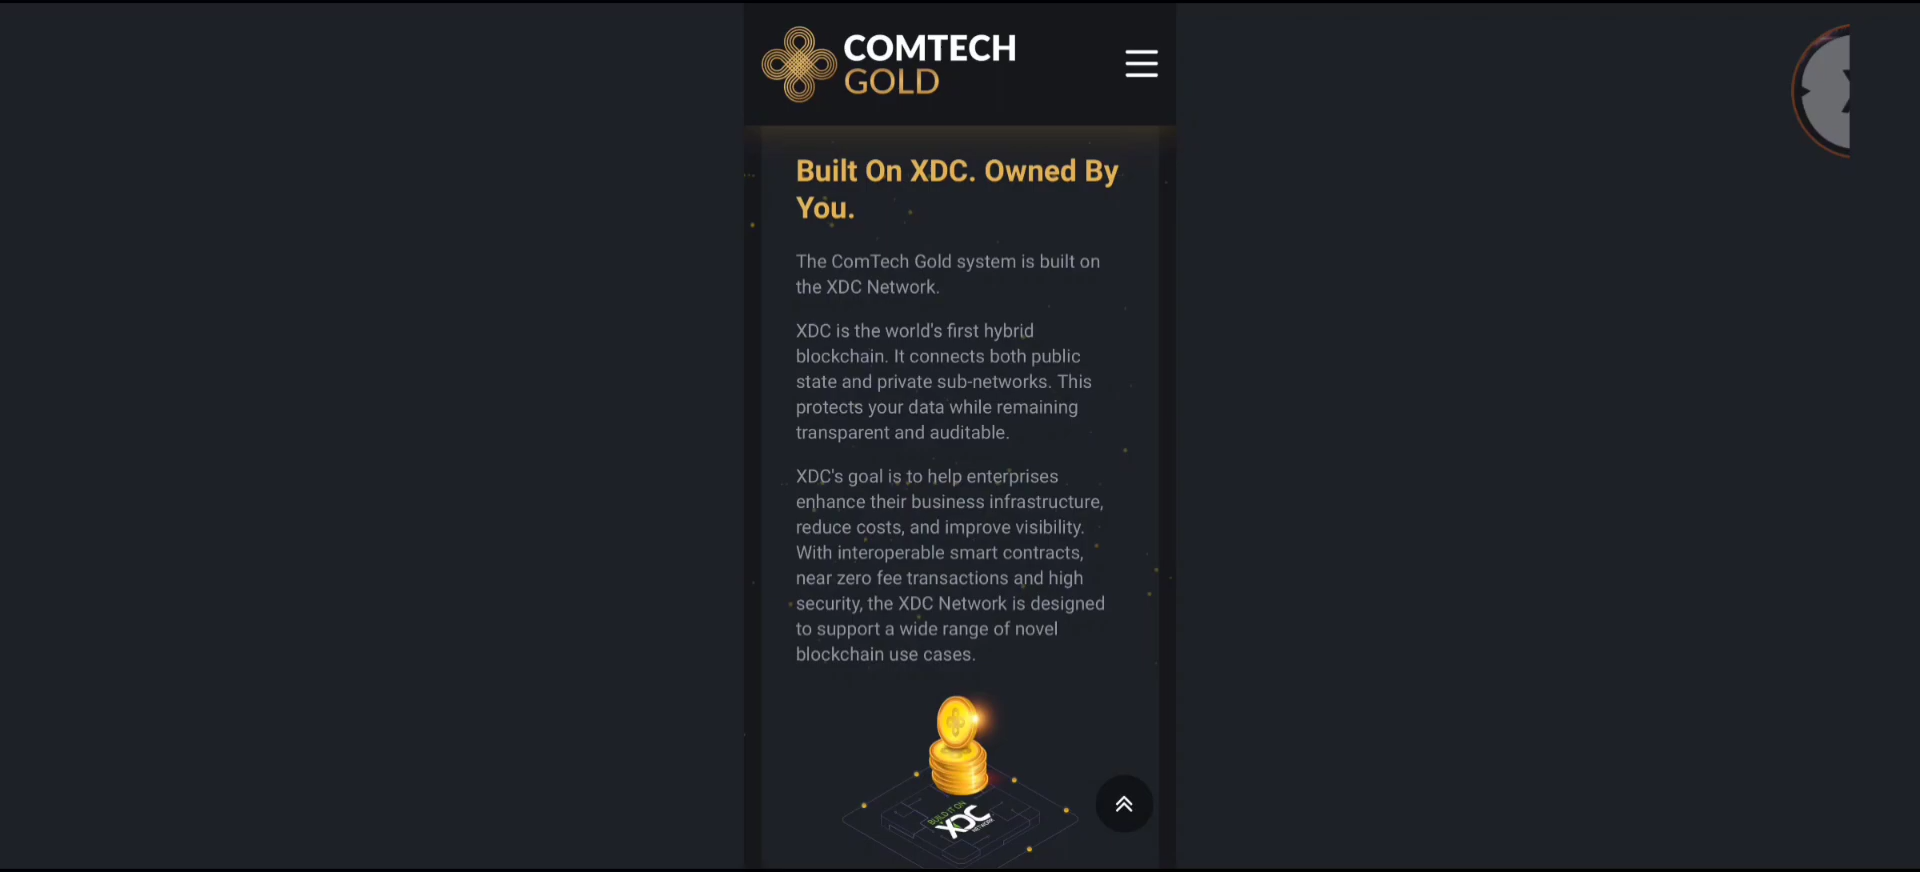 COMTECH
GOLD
Built On XDC. Owned By
You.
The ComTech Gold system is built on
the XDC Network.
XDC is the world's first hybrid
blockchain. It connects both public
state and private sub-networks. This
protects your data while remaining
transparent and auditable.
XDC's goal is to help enterprises
enhance their business infrastructure,
reduce costs, and improve visibility.
With interoperable smart contracts,
near zero fee transactions and high
security, the XDC Network is designed
to support a wide range of novel
blockchain use cases.
BUILD IT ON
XDC
NETWORK